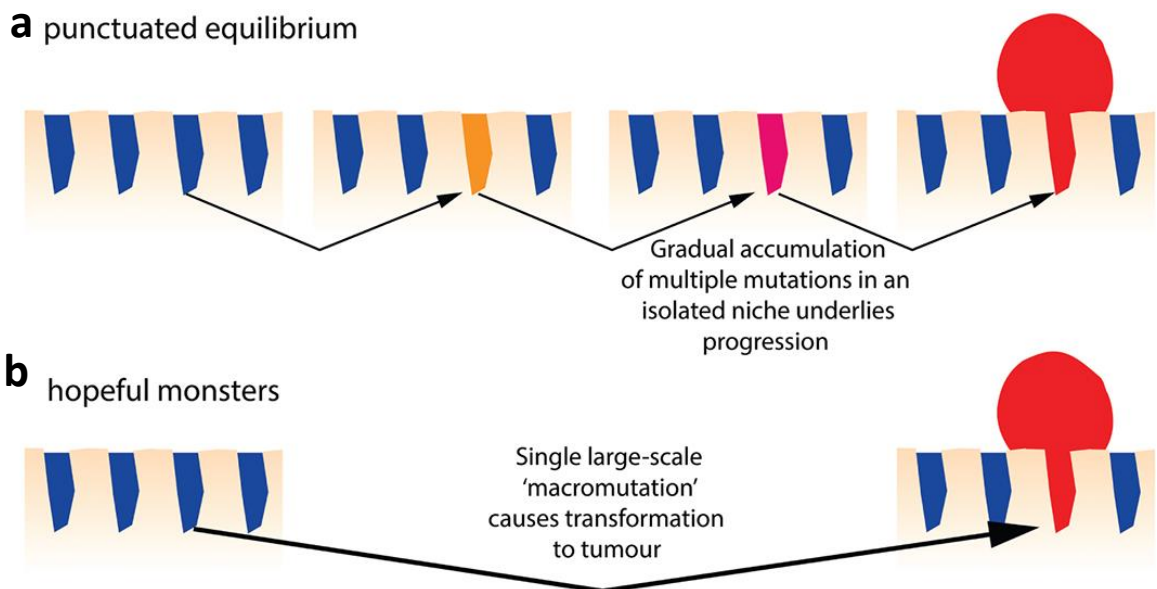 a punctuated equilibrium
Gradual accumulation
of multiple mutations in an
isolated niche underlies
progression
b hopeful monsters
Single large-scale
‘macromutation’
causes transformation
to tumour